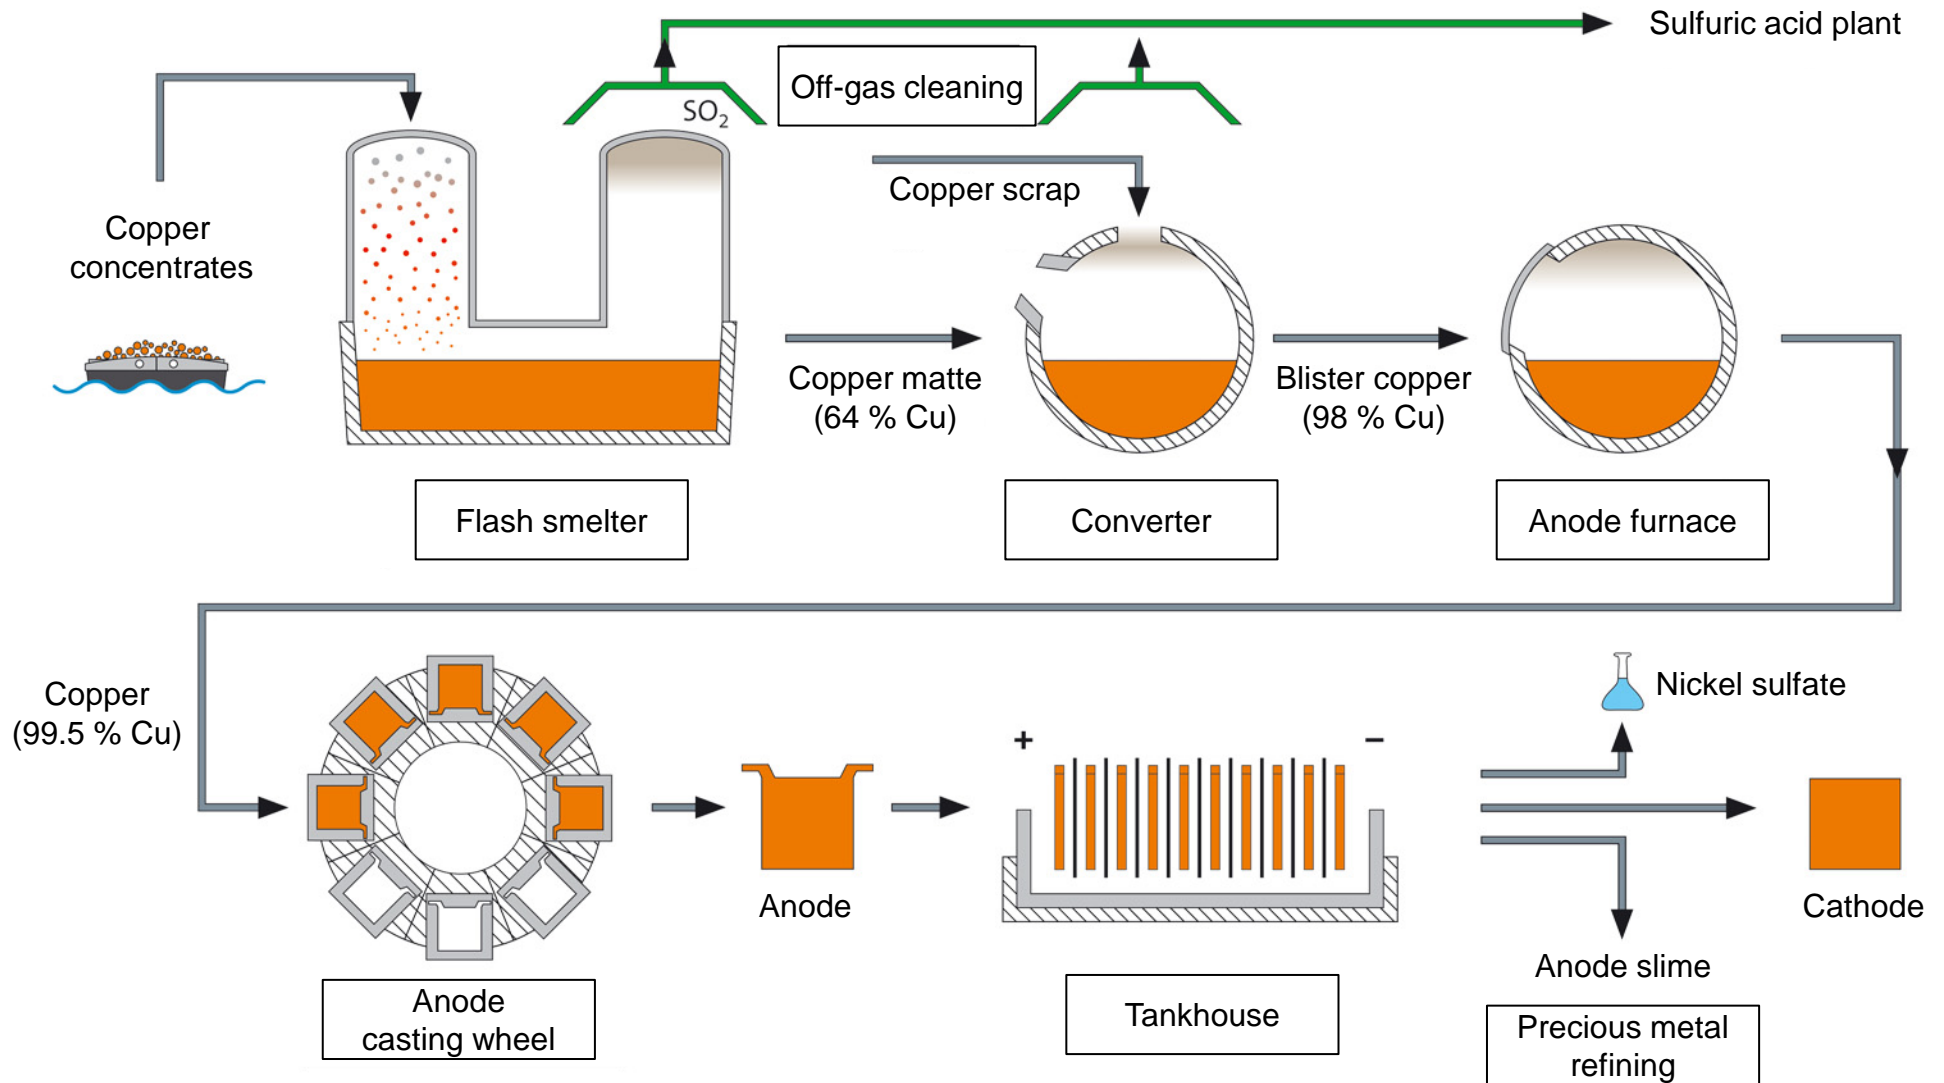 Sulfuric acid plant
Off-gas cleaning
SO₂
Copper scrap
Copper
concentrates
Copper matte
(64 % Cu)
Blister copper
(98 % Cu)
Flash smelter
Converter
Anode furnace
Copper
(99.5 % Cu)
Nickel sulfate
+
−
Anode
Cathode
Anode slime
Anode
casting wheel
Tankhouse
Precious metal
refining